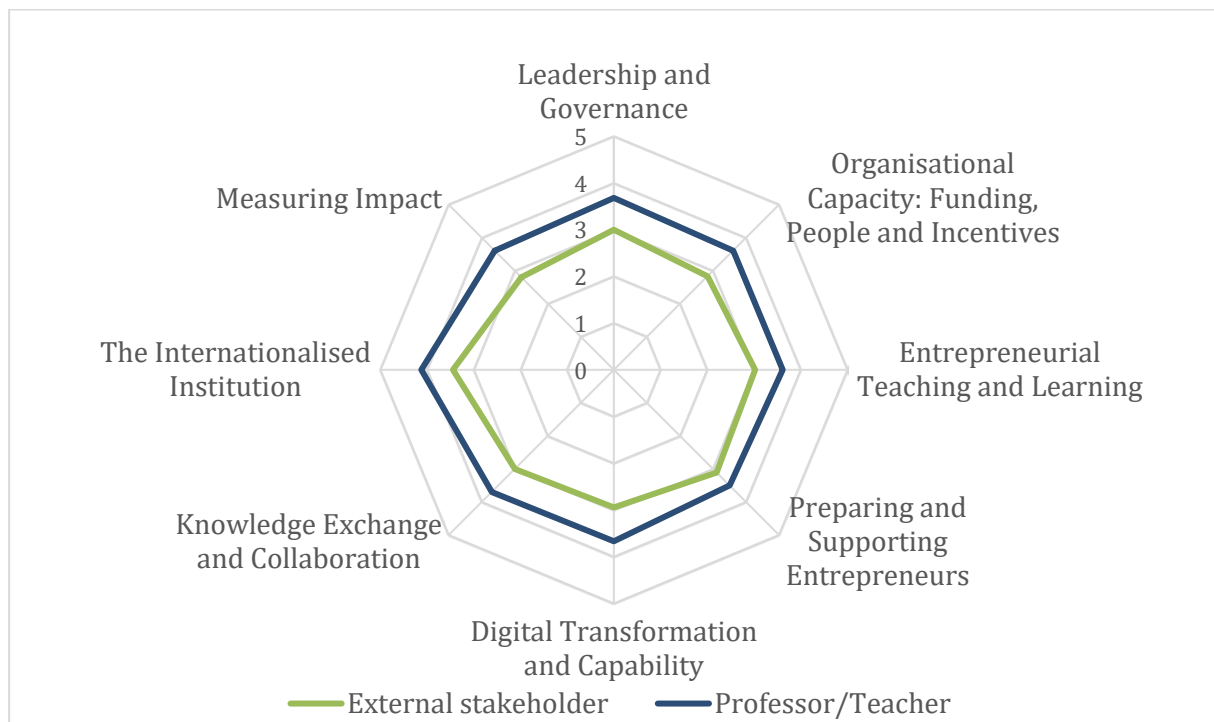 Leadership and
Governance
5
4
3
2
1
0
Organisational
Capacity: Funding,
People and Incentives
Entrepreneurial
Teaching and Learning
Preparing and
Supporting
Entrepreneurs
Digital Transformation
and Capability
Knowledge Exchange
and Collaboration
The Internationalised
Institution
Measuring Impact
External stakeholder
Professor/Teacher